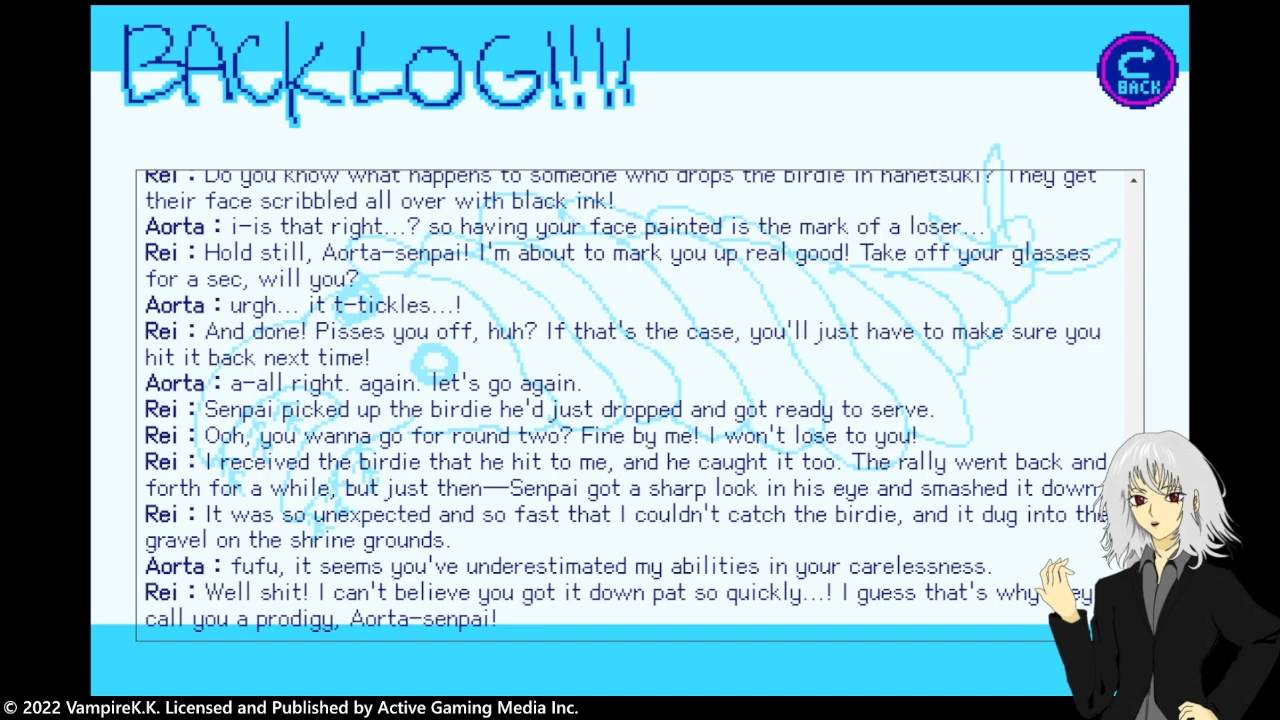 BACKLOG!!!!
BACK
Rei : Do you know what happens to someone who drops the birdie in hanetsuki? They get
their face scribbled all over with black ink!
Aorta : i-is that right...? so having your face painted is the mark of a loser...
Rei : Hold still, Aorta-senpai! I'm about to mark you up real good! Take off your glasses
for a sec, will you?
Aorta : urgh... it t-tickles...!
Rei : And done! Pisses you off, huh? If that's the case, you'll just have to make sure you
hit it back next time!
Aorta : a-all right. again. let's go again.
Rei : Senpai picked up the birdie he'd just dropped and got ready to serve.
Rei : Ooh, you wanna go for round two? Fine by me! I won't lose to you!
Rei : I received the birdie that he hit to me, and he caught it too. The rally went back and
forth for a while, but just then—Senpai got a sharp look in his eye and smashed it down.
Rei : It was so unexpected and so fast that I couldn't catch the birdie, and it dug into the
gravel on the shrine grounds.
Aorta : fufu, it seems you've underestimated my abilities in your carelessness.
Rei : Well shit! I can't believe you got it down pat so quickly...! I guess that's why
call you a prodigy, Aorta-senpai!
© 2022 VampireK.K. Licensed and Published by Active Gaming Media Inc.